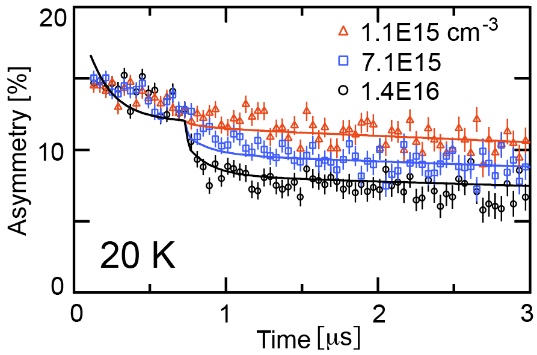 20
1.1E15 cm⁻³
7.1E15
1.4E16
Asymmetry [%]
10
20 K
0
0 1 2 3
Time [μs]